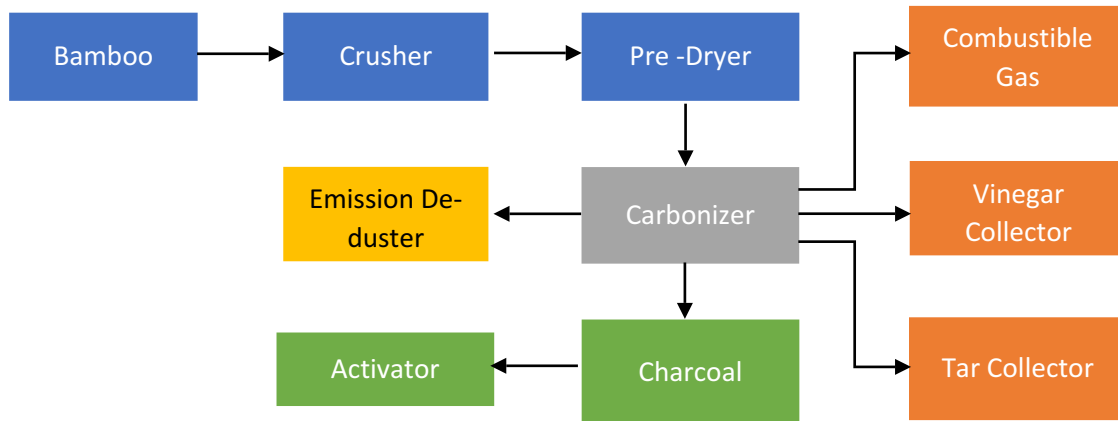 Bamboo
Crusher
Pre -Dryer
Combustible
Gas
Emission De-
duster
Carbonizer
Vinegar
Collector
Activator
Charcoal
Tar Collector